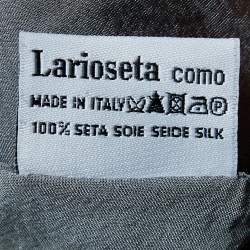 Larioseta como
MADE IN ITALY
100% SETA SOIE SEIDE SILK